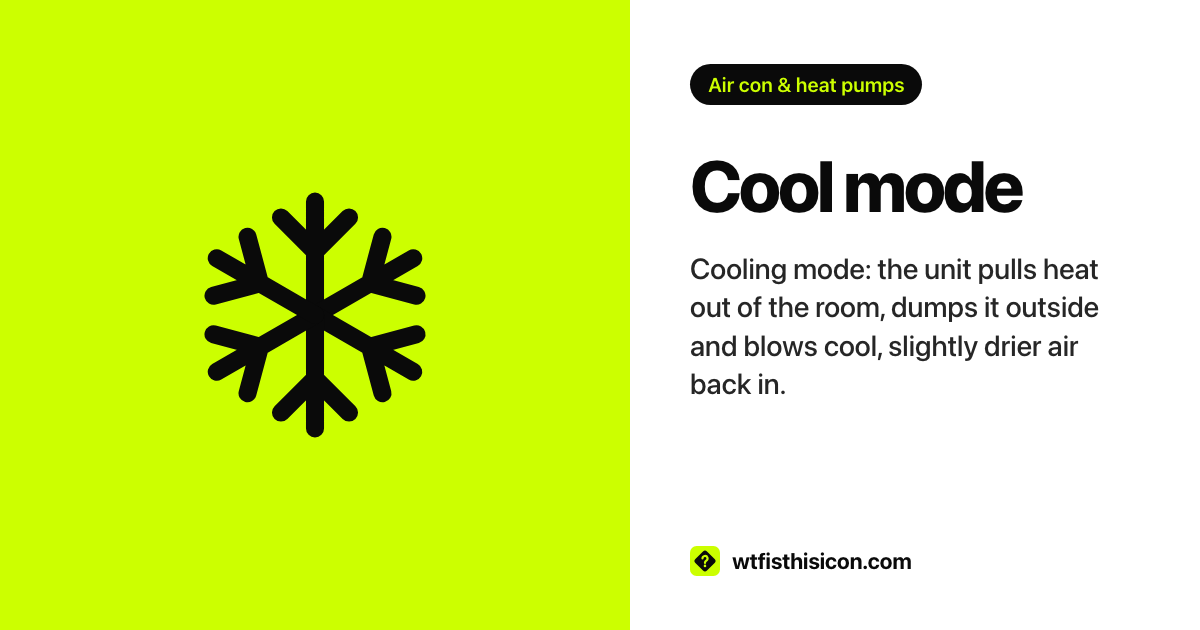 Air con & heat pumps
Cool mode
Cooling mode: the unit pulls heat
out of the room, dumps it outside
and blows cool, slightly drier air
back in.
?
wtfisthisicon.com